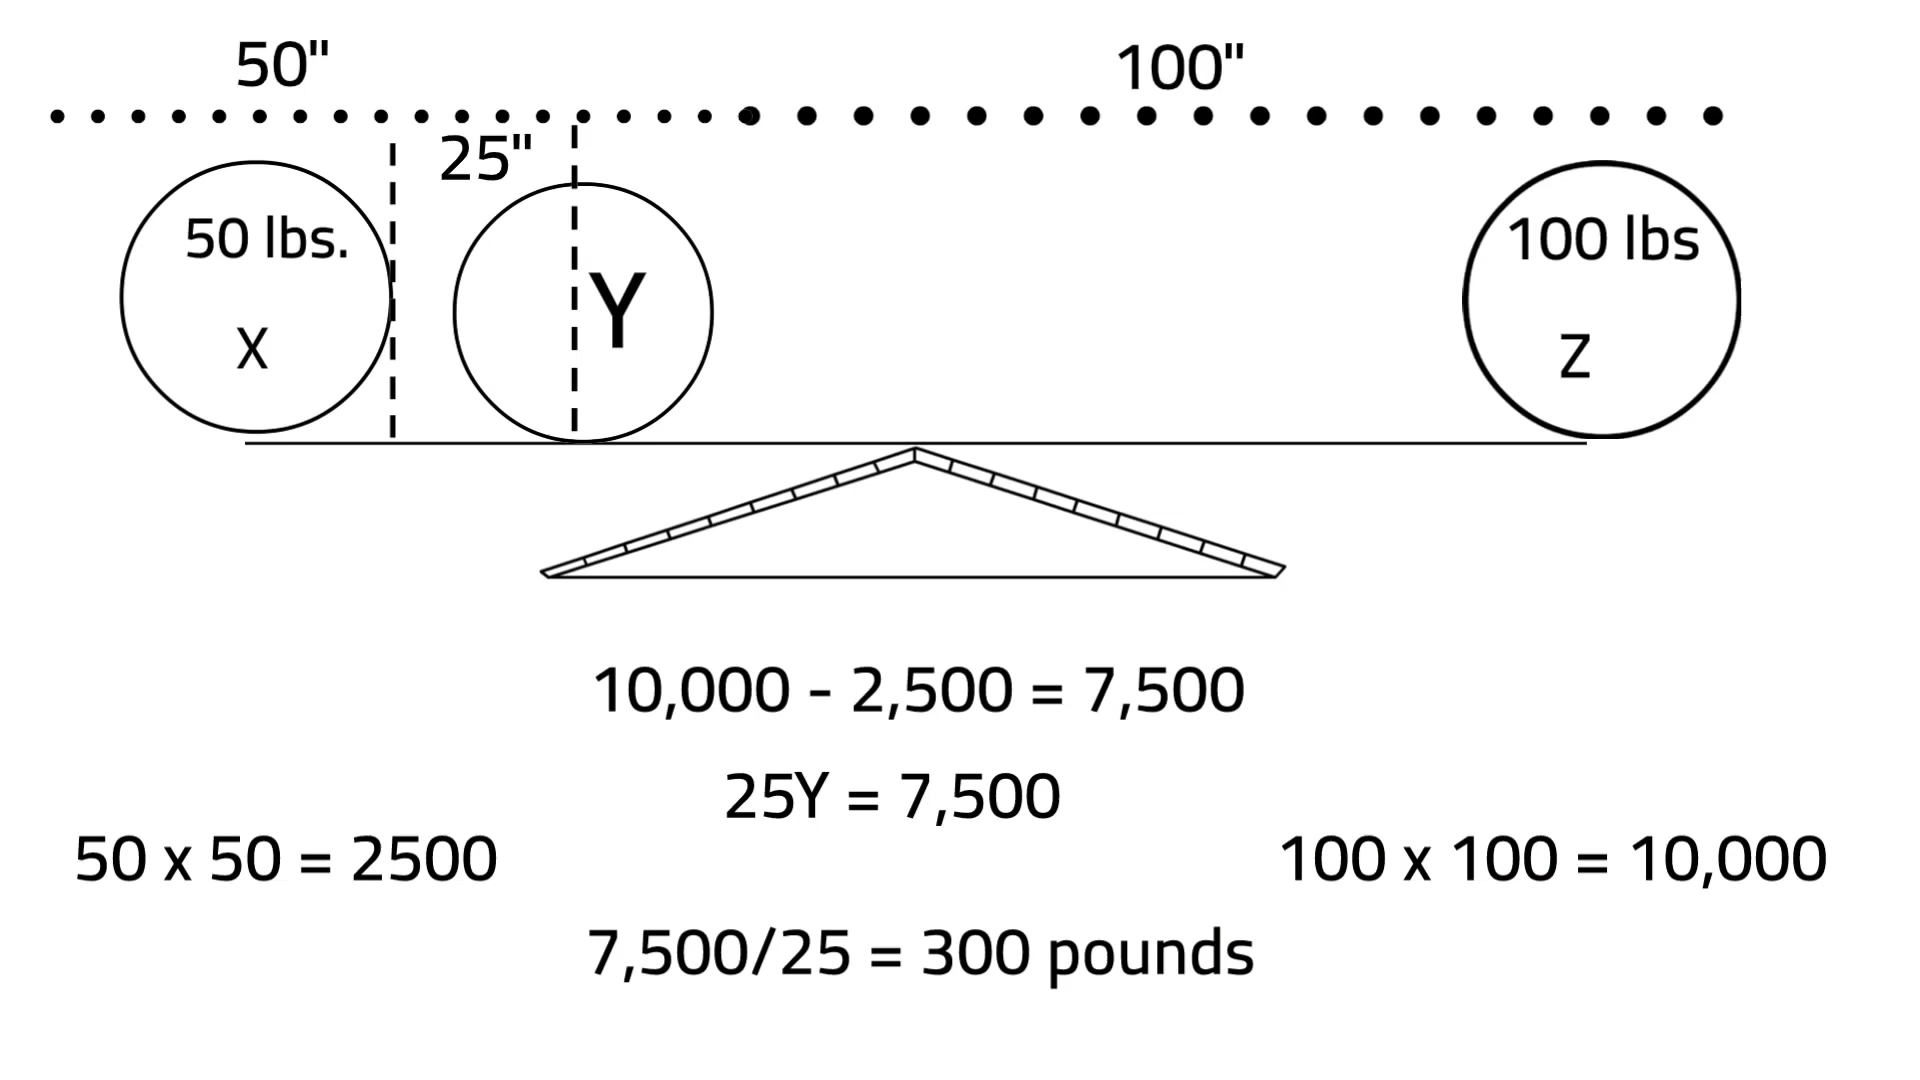 50"
100"
25"
50 lbs.
X
Y
100 lbs
Z
10,000 - 2,500 = 7,500
25Y = 7,500
50 x 50 = 2500
100 x 100 = 10,000
7,500/25 = 300 pounds